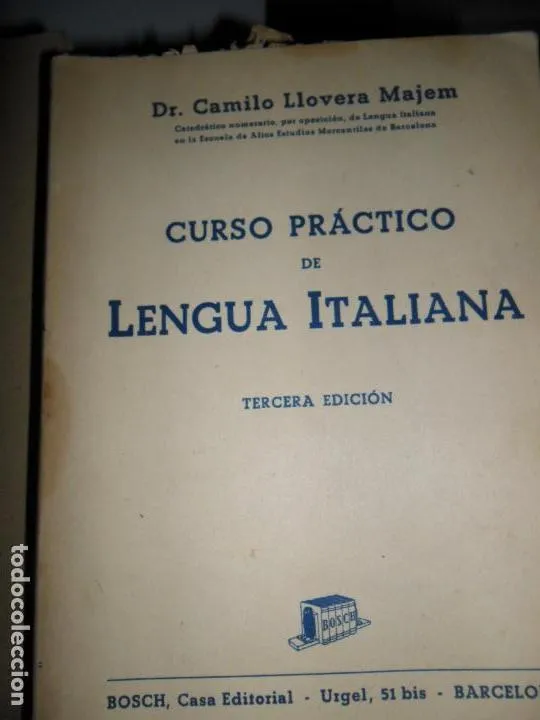 Dr. Camilo Llovera Majem
Catedrático numerario, por oposición, de Lengua Italiana
en la Escuela de Altos Estudios Mercantiles de Barcelona
CURSO PRÁCTICO
DE
LENGUA ITALIANA
TERCERA EDICIÓN
BOSCH
BOSCH, Casa Editorial - Urgel, 51 bis - BARCELO
todocoleccion.net